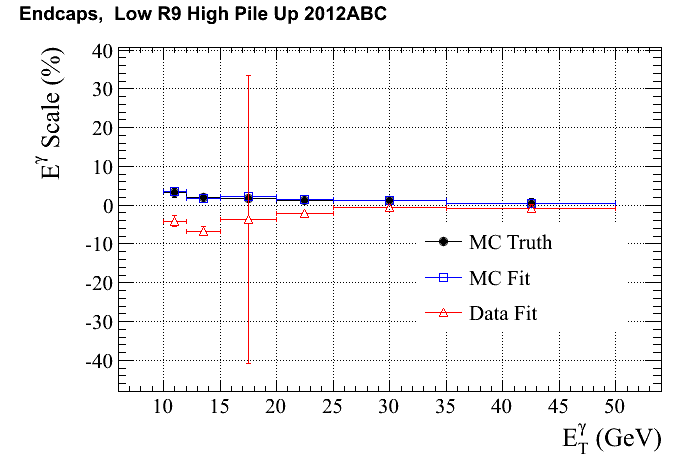 Endcaps, Low R9 High Pile Up 2012ABC
E^γ Scale (%)
40
30
20
10
0
-10
-20
-30
-40
MC Truth
MC Fit
Data Fit
10 15 20 25 30 35 40 45 50
E_T^γ (GeV)